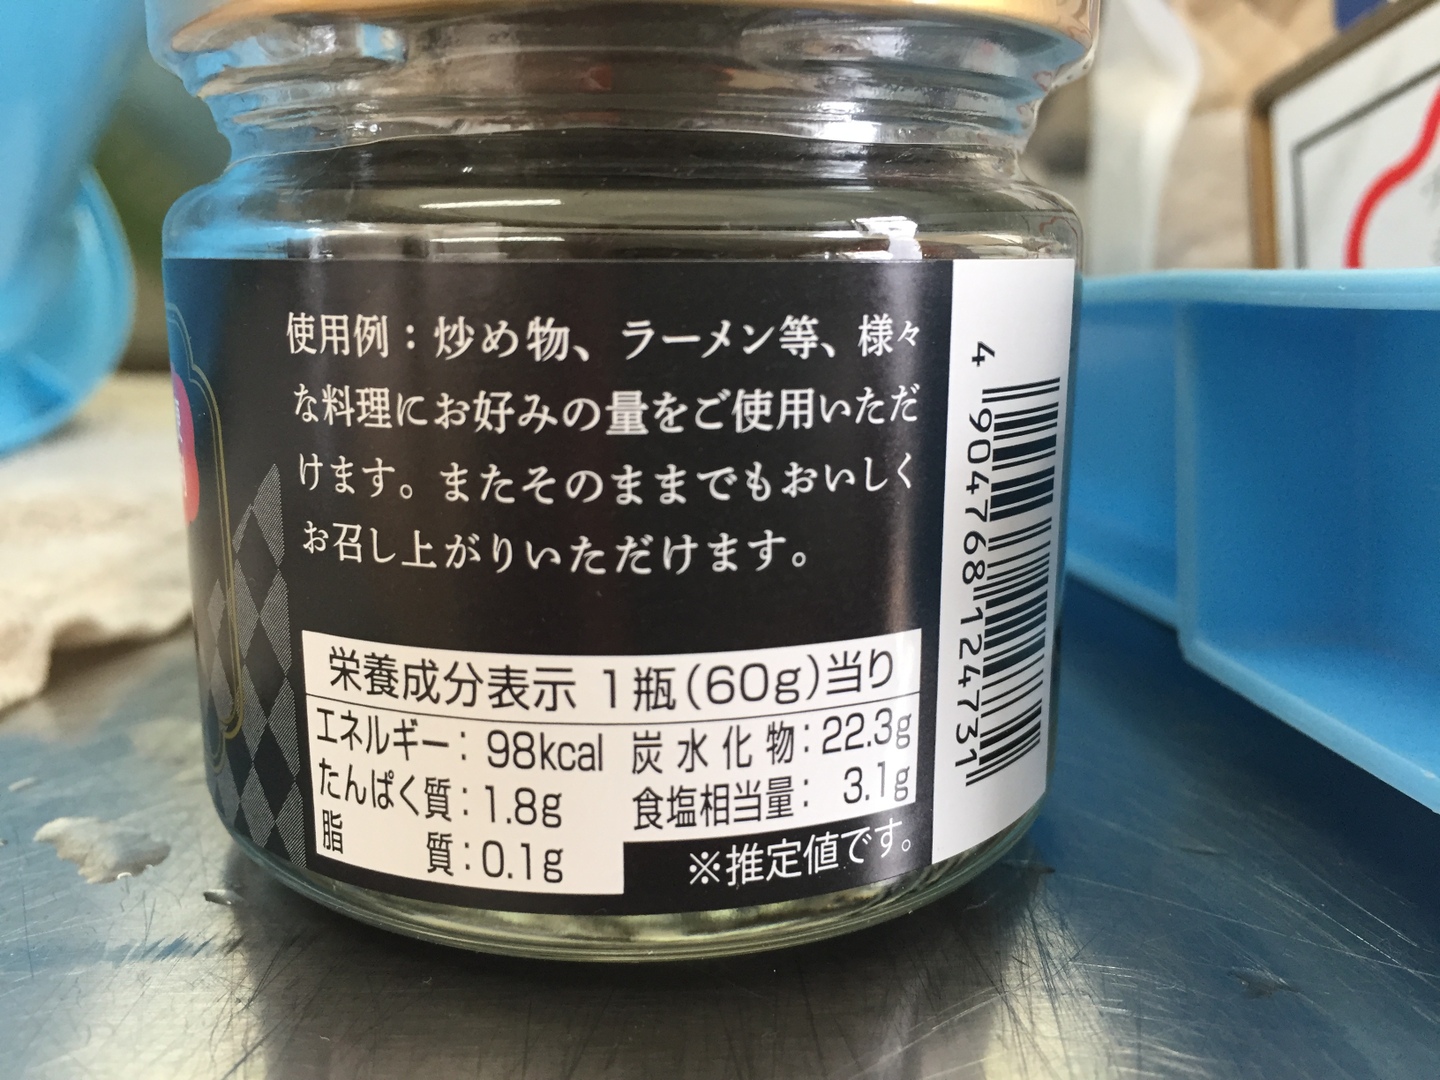 使用例：炒め物、ラーメン等、様々
な料理にお好みの量をご使用いただ
けます。またそのままでもおいしく
お召し上がりいただけます。
栄養成分表示 1瓶(60g)当り
エネルギー：98kcal 炭水化物：22.3g
たんぱく質：1.8g 食塩相当量：3.1g
脂質：0.1g
※推定値です。
4 904768 124731